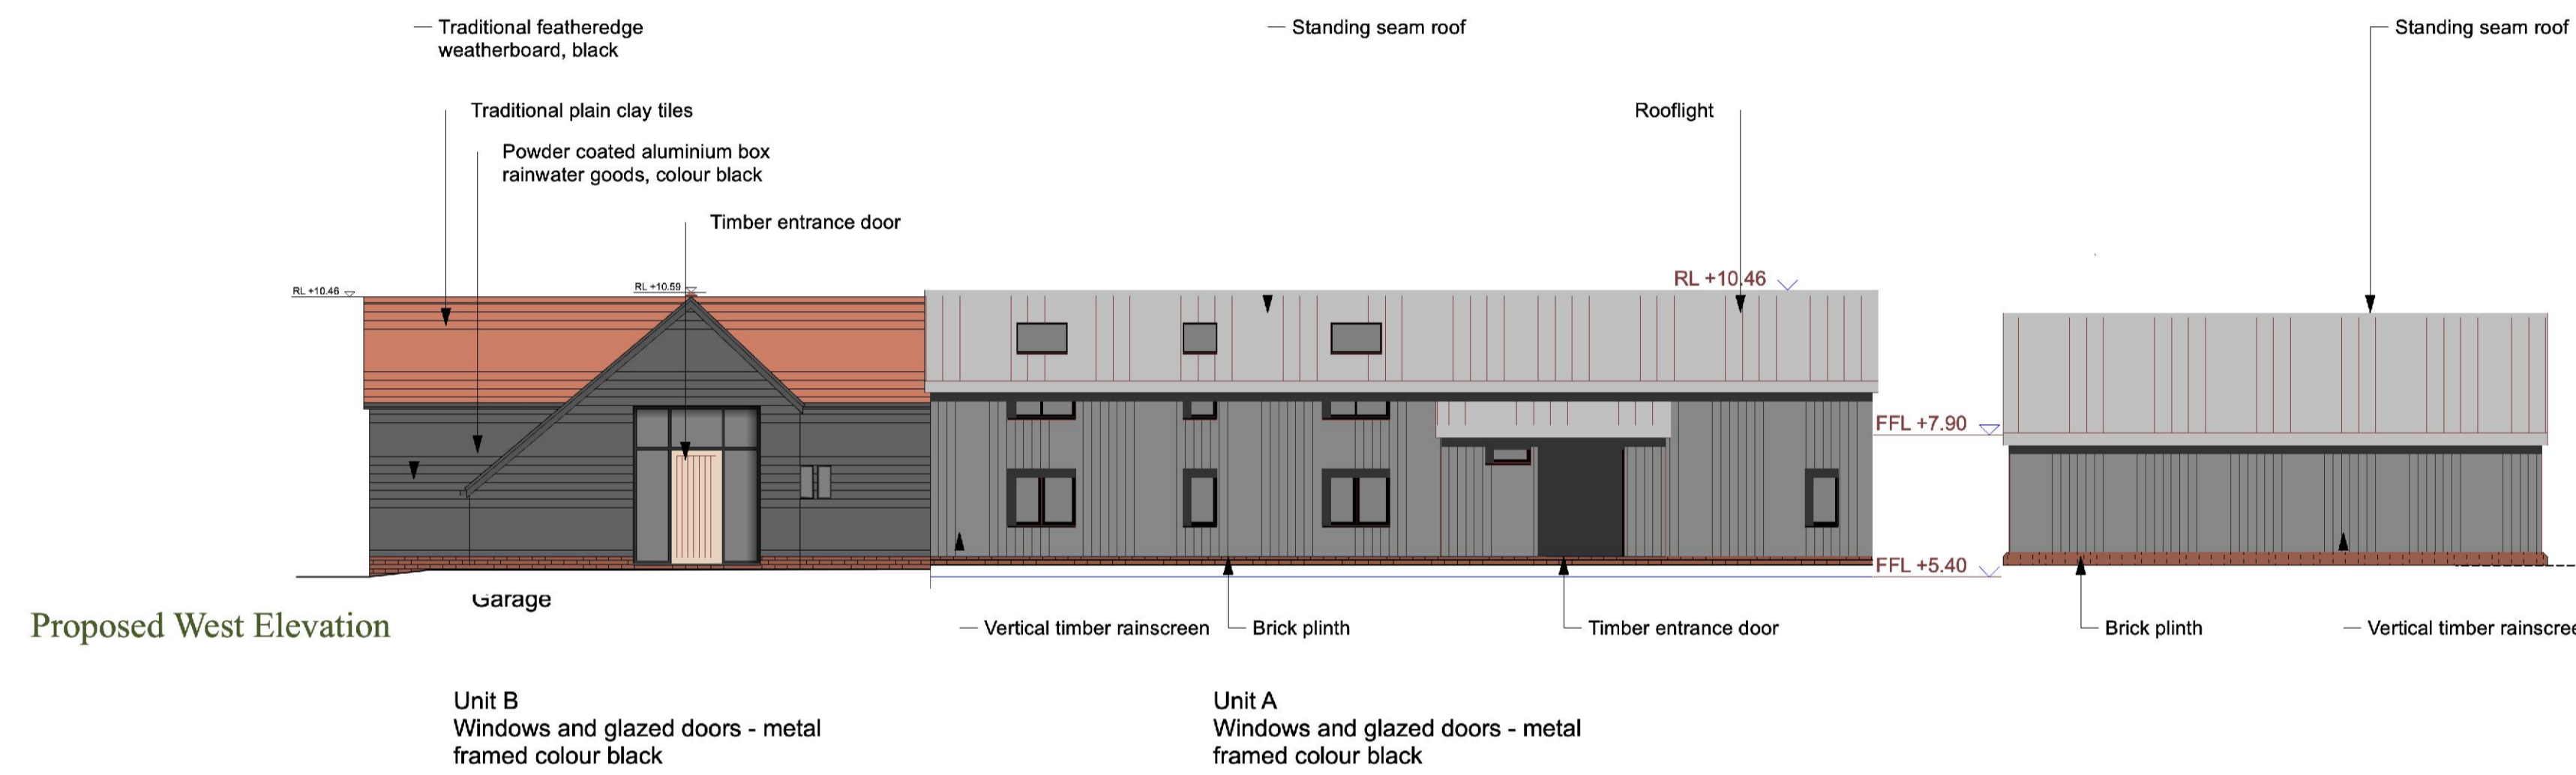 Traditional featheredge
weatherboard, black
Standing seam roof
Standing seam roof
Traditional plain clay tiles
Rooflight
Powder coated aluminium box
rainwater goods, colour black
Timber entrance door
RL +10.46
RL +10.59
RL +10.46
FFL +7.90
FFL +5.40
Garage
Proposed West Elevation
Vertical timber rainscreen
Brick plinth
Timber entrance door
Brick plinth
Vertical timber rainscree
Unit B
Windows and glazed doors - metal
framed colour black
Unit A
Windows and glazed doors - metal
framed colour black